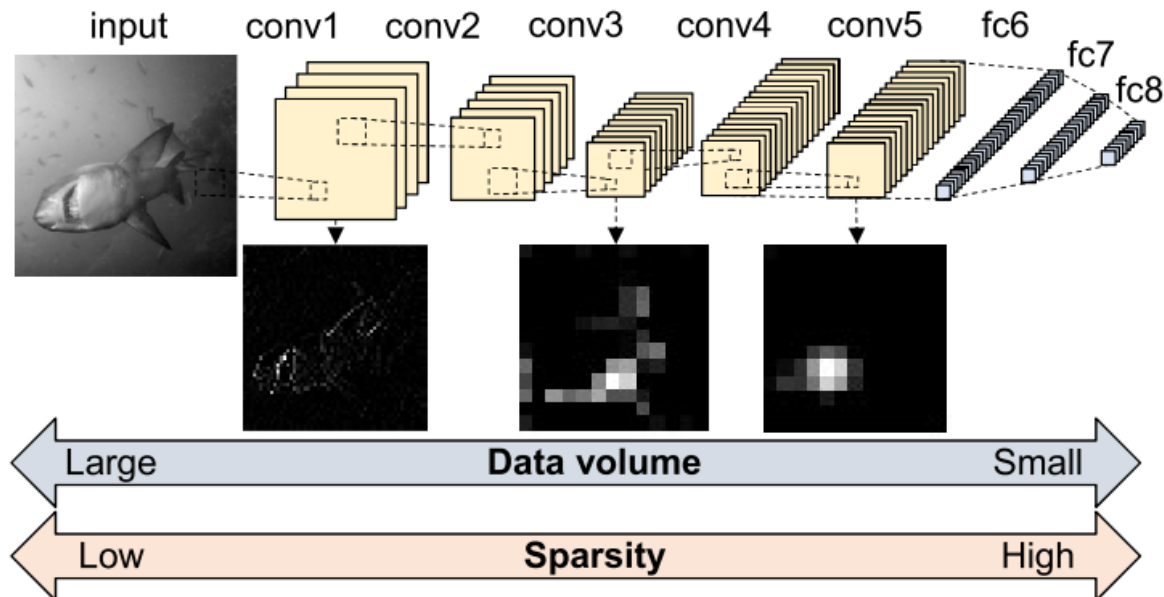 input conv1 conv2 conv3 conv4 conv5 fc6
fc7
fc8
Large Data volume Small
Low Sparsity High